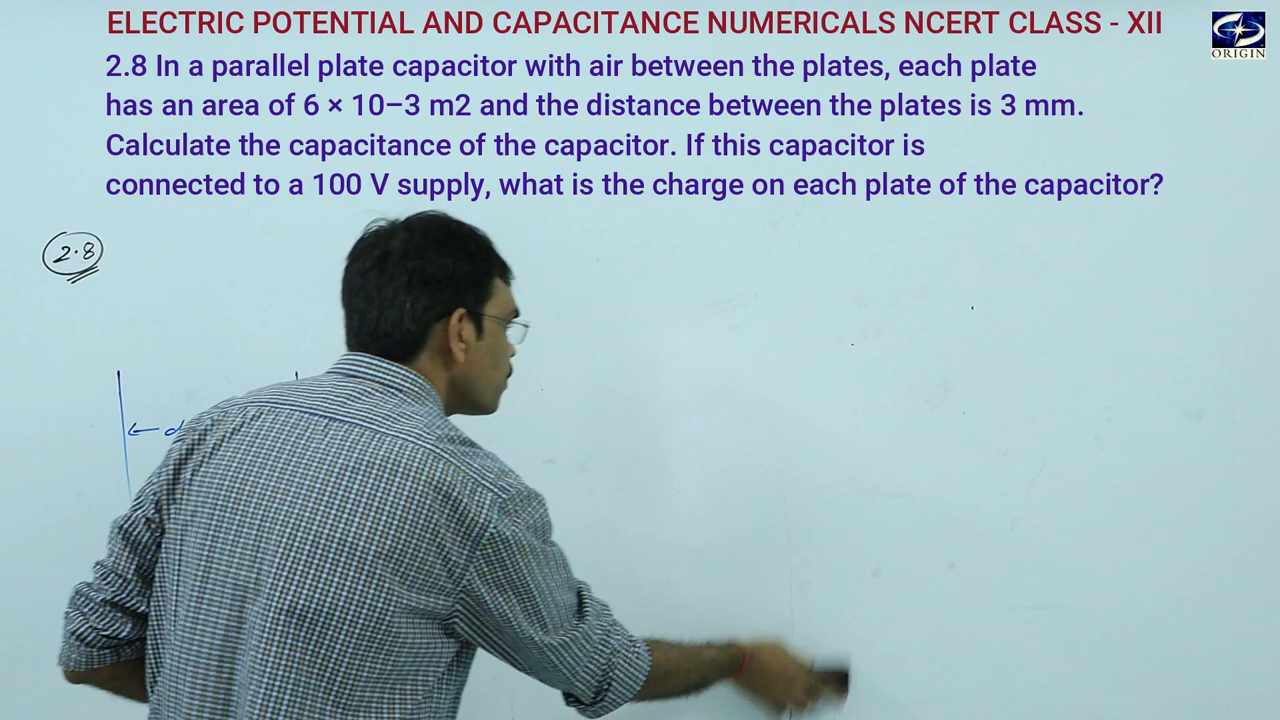 ELECTRIC POTENTIAL AND CAPACITANCE NUMERICALS NCERT CLASS - XII
ORIGIN
2.8 In a parallel plate capacitor with air between the plates, each plate
has an area of 6 × 10–3 m2 and the distance between the plates is 3 mm.
Calculate the capacitance of the capacitor. If this capacitor is
connected to a 100 V supply, what is the charge on each plate of the capacitor?
2.8
d